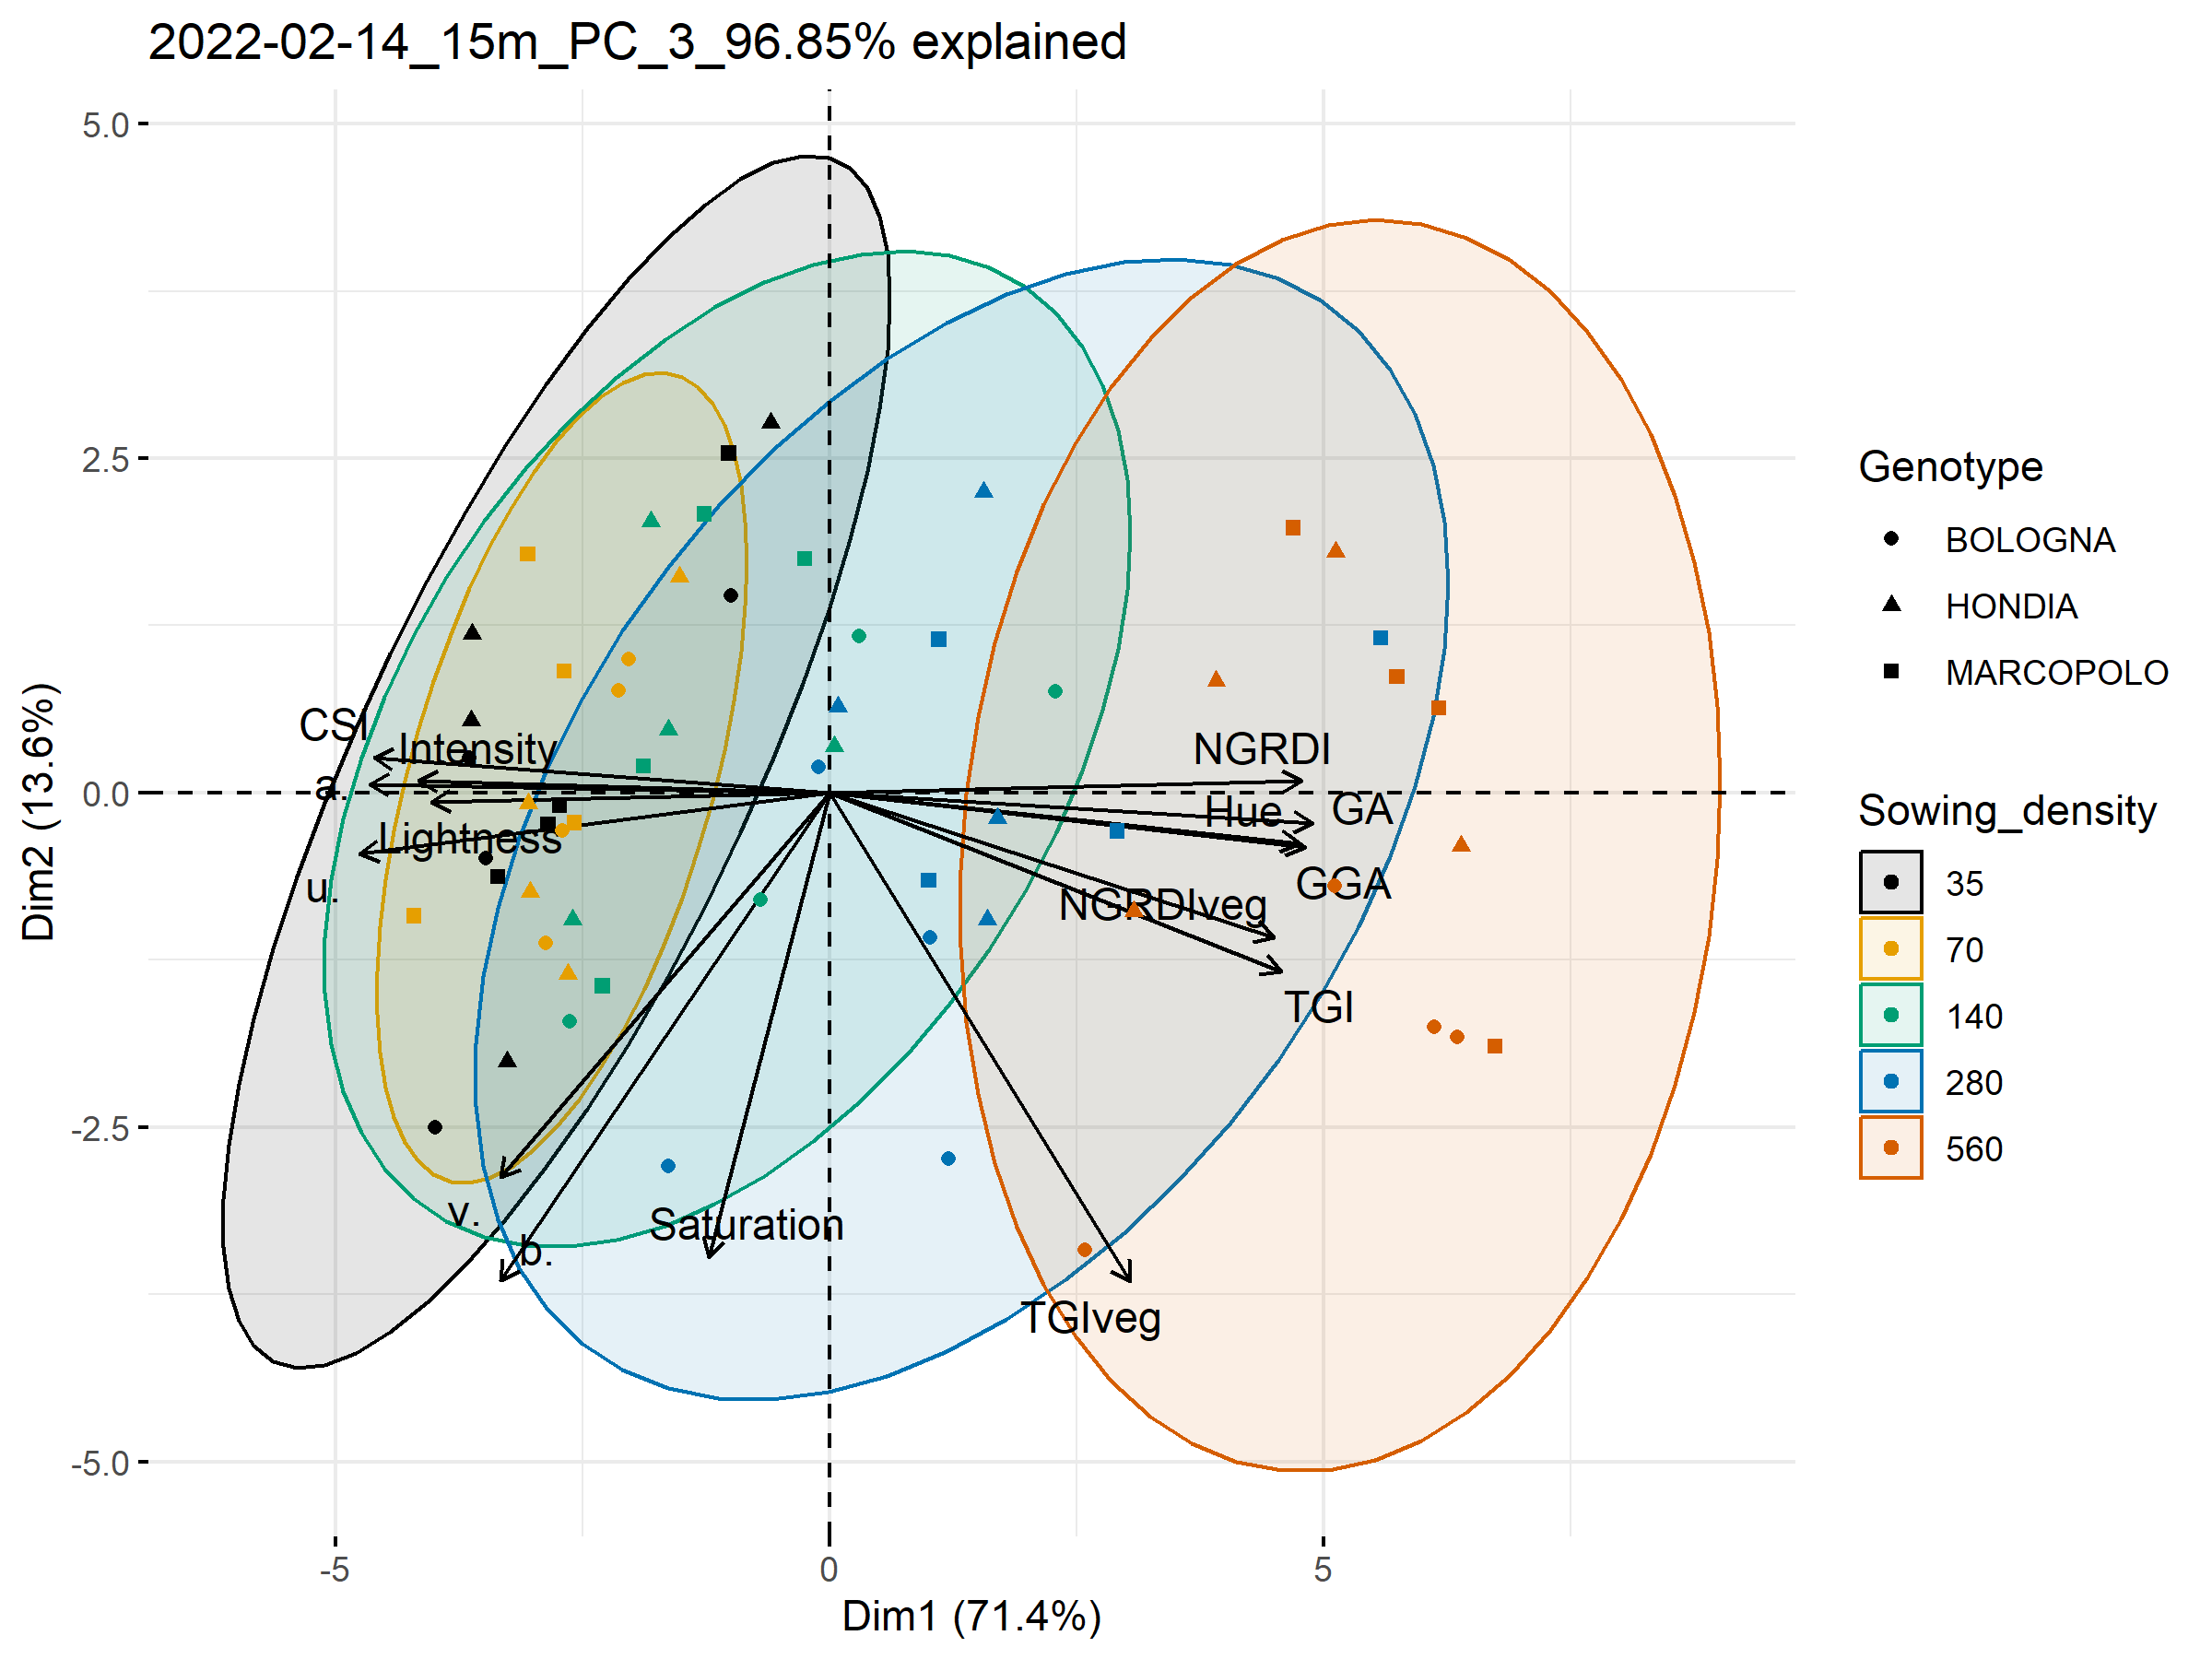 2022-02-14_15m_PC_3_96.85% explained
Dim2 (13.6%)
5.0
2.5
0.0
-2.5
-5.0
CSI
Intensity
a.
Lightness
u.
v.
b.
Saturation
NGRDI
Hue
GA
GGA
NGRDIveg
TGI
TGIveg
-5
0
5
Dim1 (71.4%)
Genotype
BOLOGNA
HONDIA
MARCOPOLO
Sowing_density
35
70
140
280
560